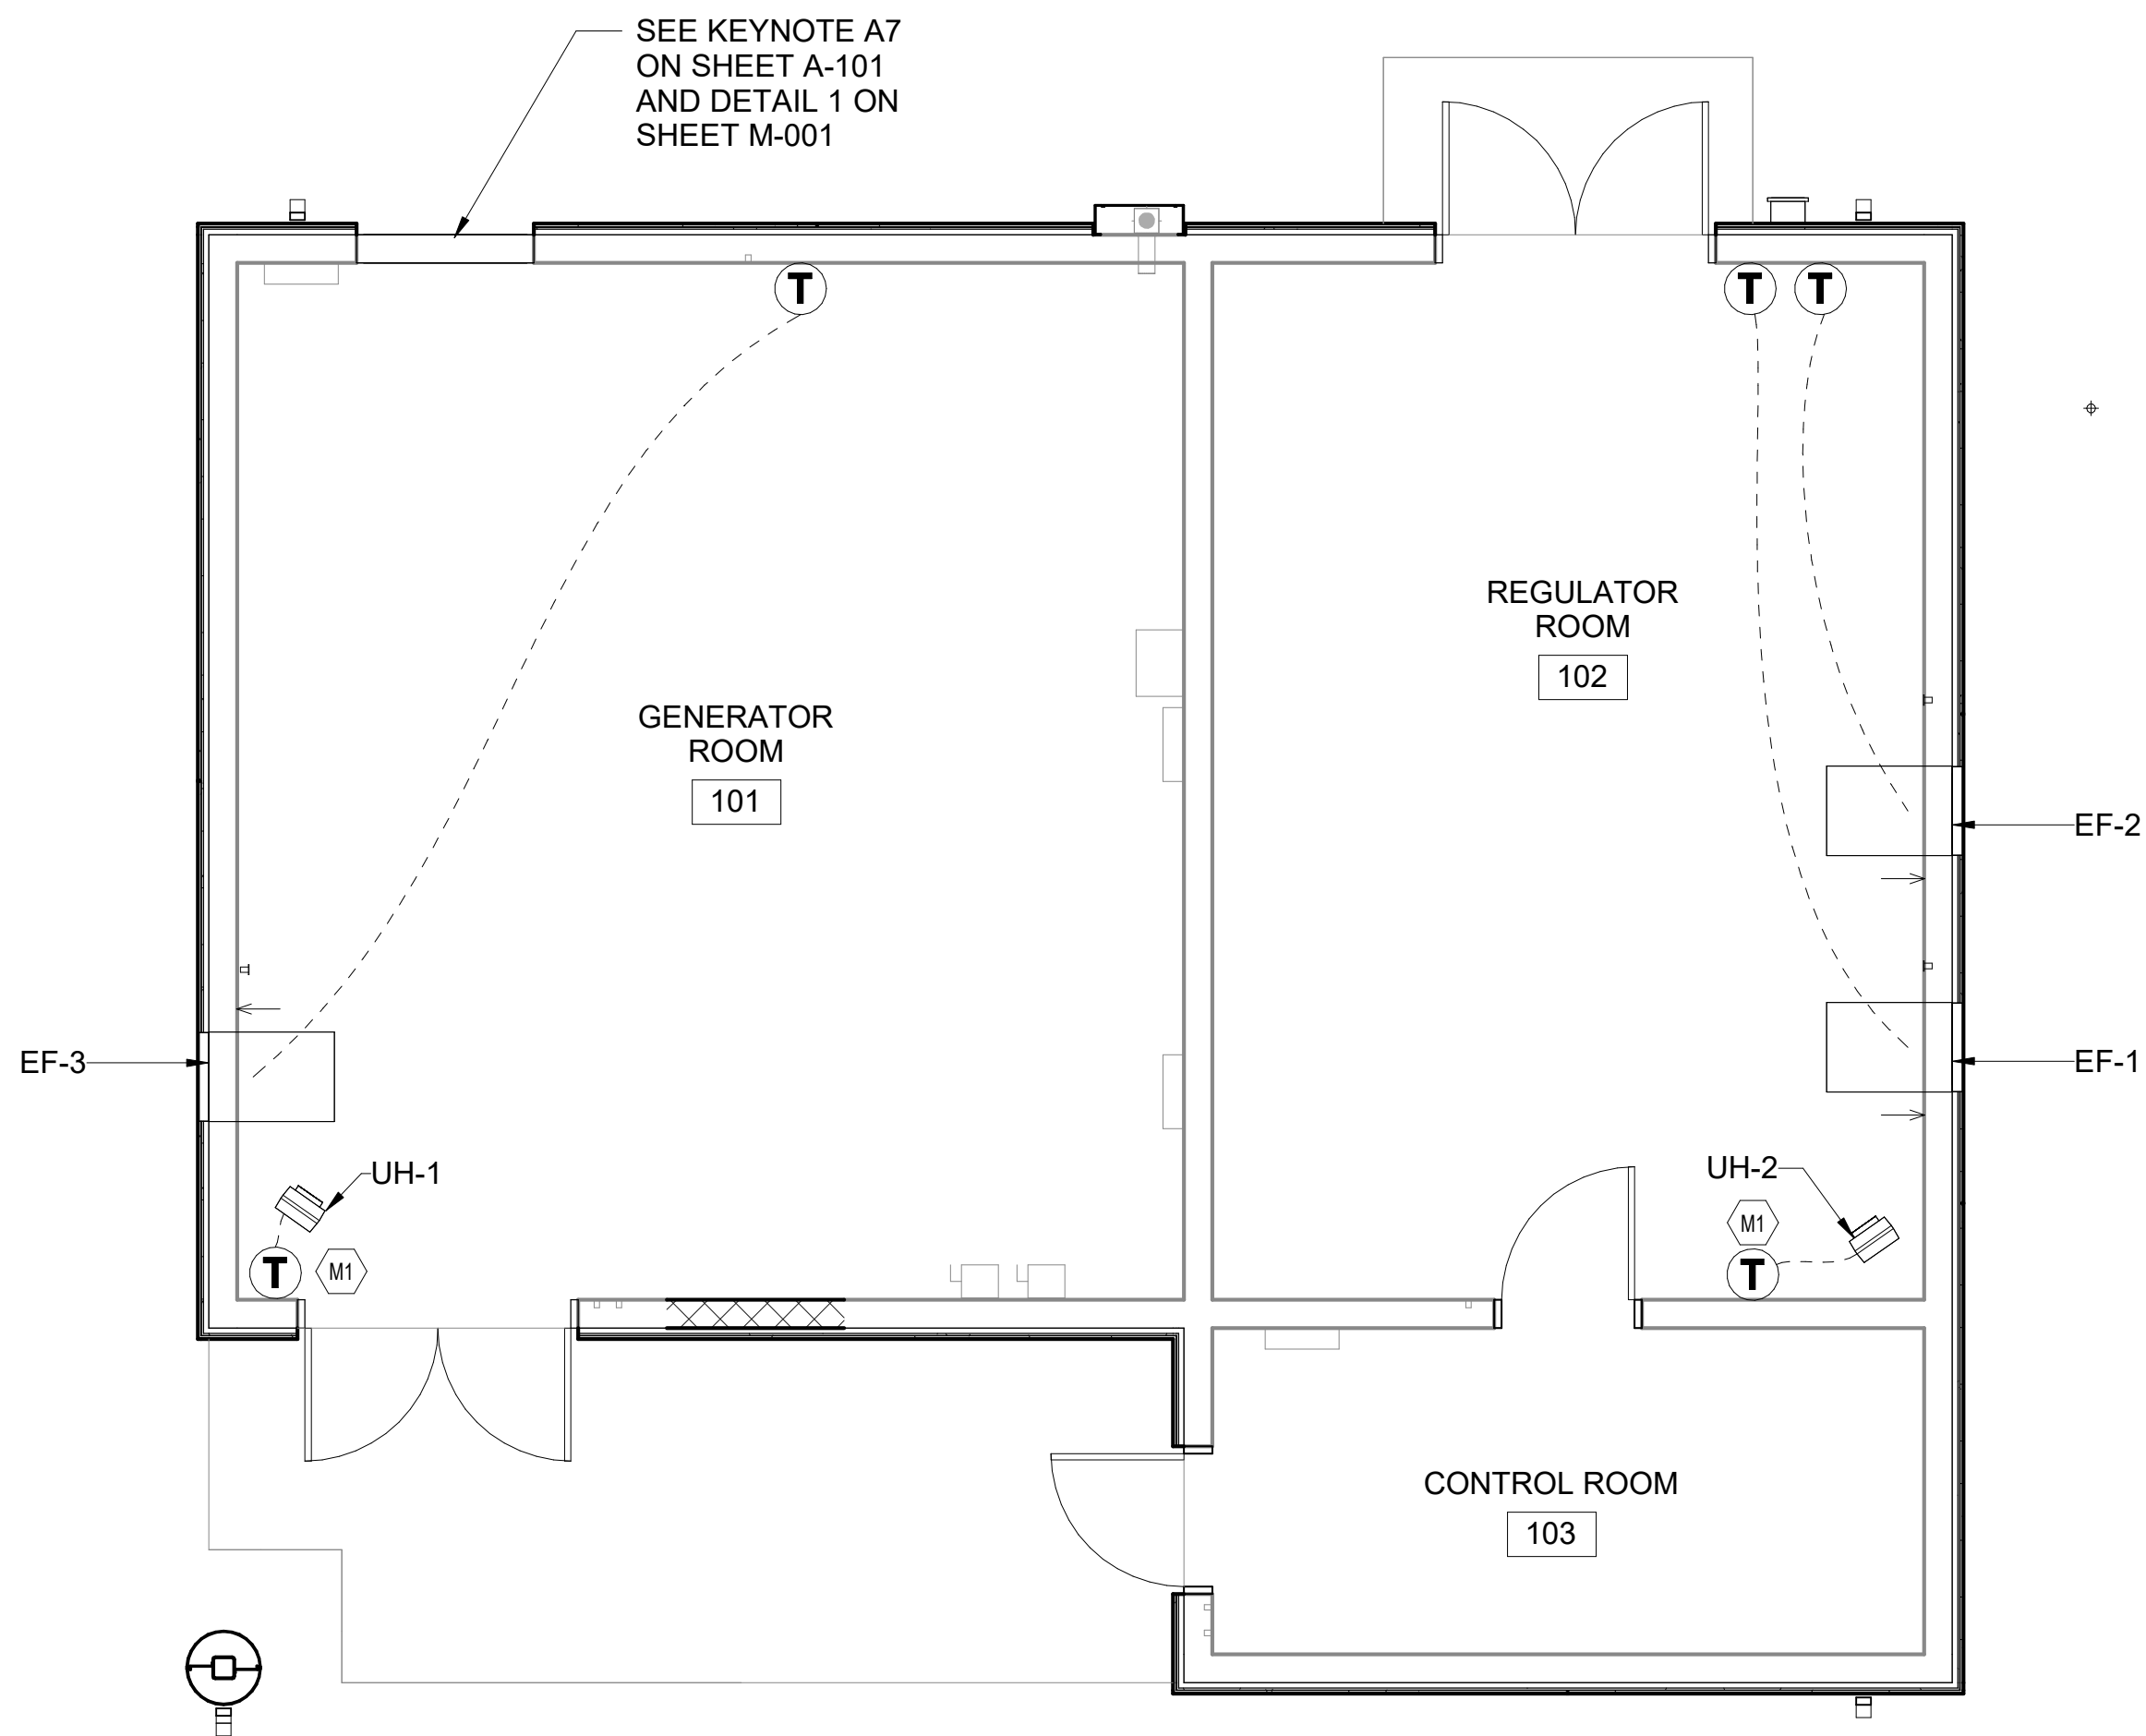 SEE KEYNOTE A7
ON SHEET A-101
AND DETAIL 1 ON
SHEET M-001
T
T
T
REGULATOR
ROOM
102
GENERATOR
ROOM
101
EF-2
EF-3
EF-1
UH-1
UH-2
M1
T
M1
T
CONTROL ROOM
103